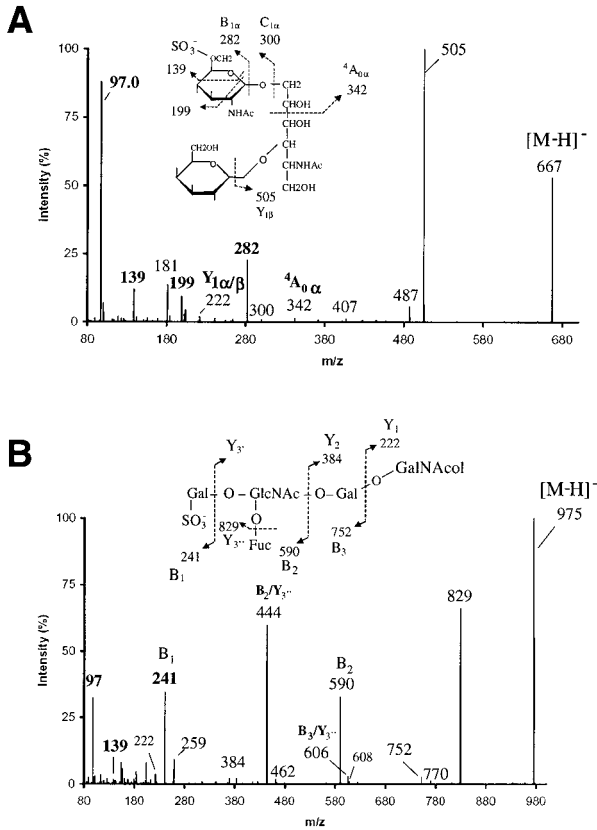 A
B1α C1α
282 300
SO3-
OCH2
139
O
O
CH2
4A0α
342
CHOH
199
NHAc
CHOH
CH
CH2OH
O
O
CHNHAc
CH2OH
505
Y1β
Intensity (%)
100
75
50
25
0
97.0
505
[M-H]-
667
139
181
199
Y1α/β
222
282
300
4A0 α
342
407
487
80 180 280 380 480 580 680
m/z
B
Y3' Y2 Y1
384 222
GalNAcol
Gal O GlcNAc O Gal O
SO3-
829
O
Y3''
Fuc
241
B1
590
B2
752
B3
[M-H]-
975
Intensity (%)
100
75
50
25
0
97
139
222
B1
241
259
384
B2/Y3''
444
462
B2
590
B3/Y3''
606
608
752
770
829
80 180 280 380 480 580 680 780 880 980
m/z